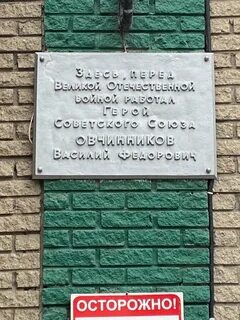 Здесь, перед
Великой Отечественной
войной работал
Герой
Советского Союза
ОВЧИННИКОВ
Василий Федорович
ОСТОРОЖНО!